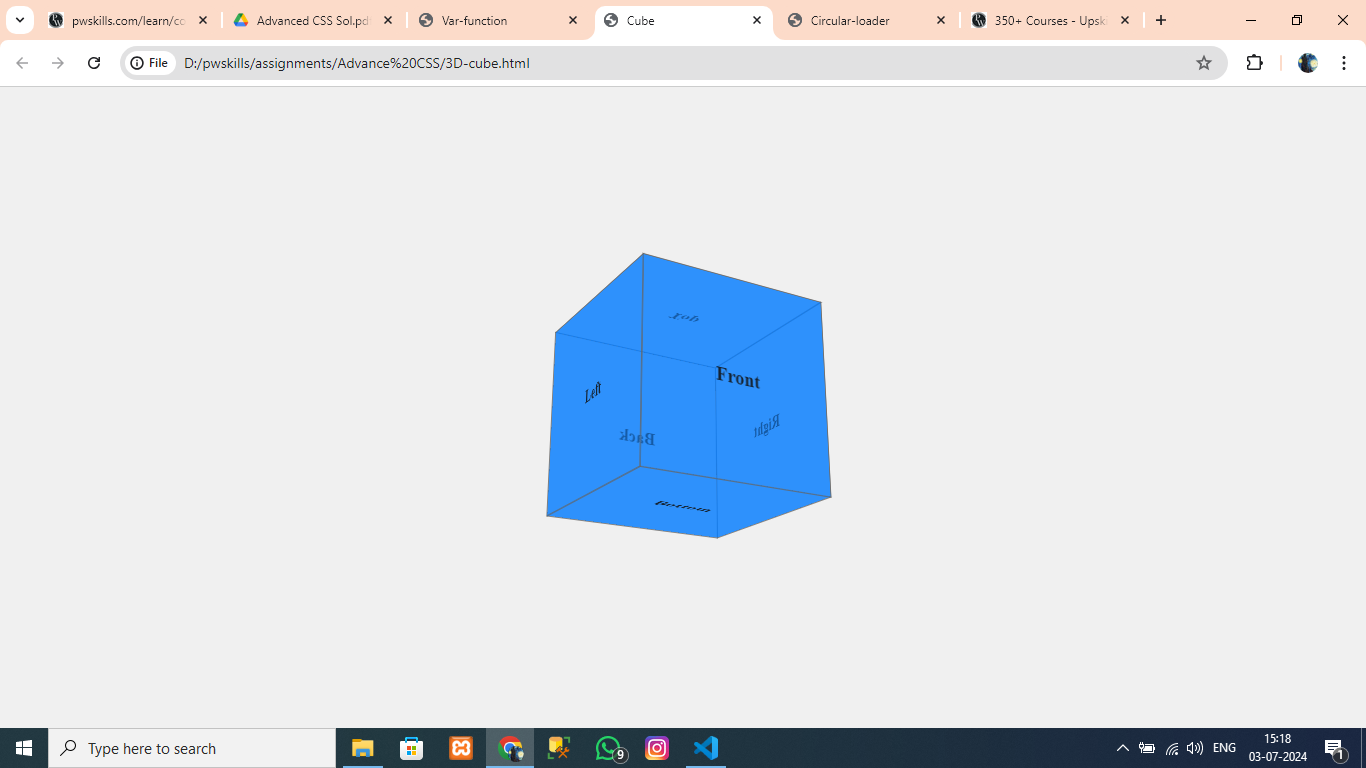 pwskills.com/learn/co
Advanced CSS Sol.pd
Var-function
Cube
Circular-loader
350+ Courses - Upski
File
D:/pwskills/assignments/Advance%20CSS/3D-cube.html
Top
Front
Left
Right
Back
Bottom
Type here to search
9
ENG
15:18
03-07-2024
1